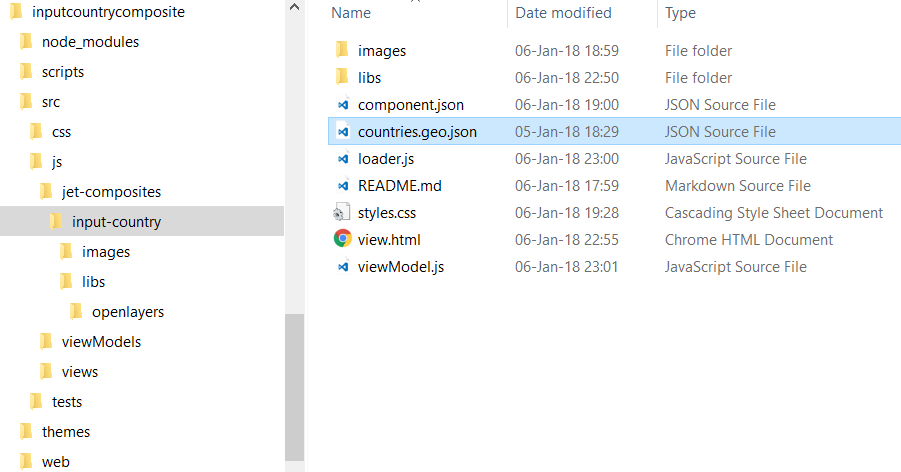 inputcountrycomposite
node_modules
scripts
src
css
js
jet-composites
input-country
images
libs
openlayers
viewModels
views
tests
themes
web
Name Date modified Type
images 06-Jan-18 18:59 File folder
libs 06-Jan-18 22:50 File folder
component.json 06-Jan-18 19:00 JSON Source File
countries.geo.json 05-Jan-18 18:29 JSON Source File
loader.js 06-Jan-18 23:00 JavaScript Source File
README.md 06-Jan-18 17:59 Markdown Source File
styles.css 06-Jan-18 19:28 Cascading Style Sheet Document
view.html 06-Jan-18 22:55 Chrome HTML Document
viewModel.js 06-Jan-18 23:01 JavaScript Source File